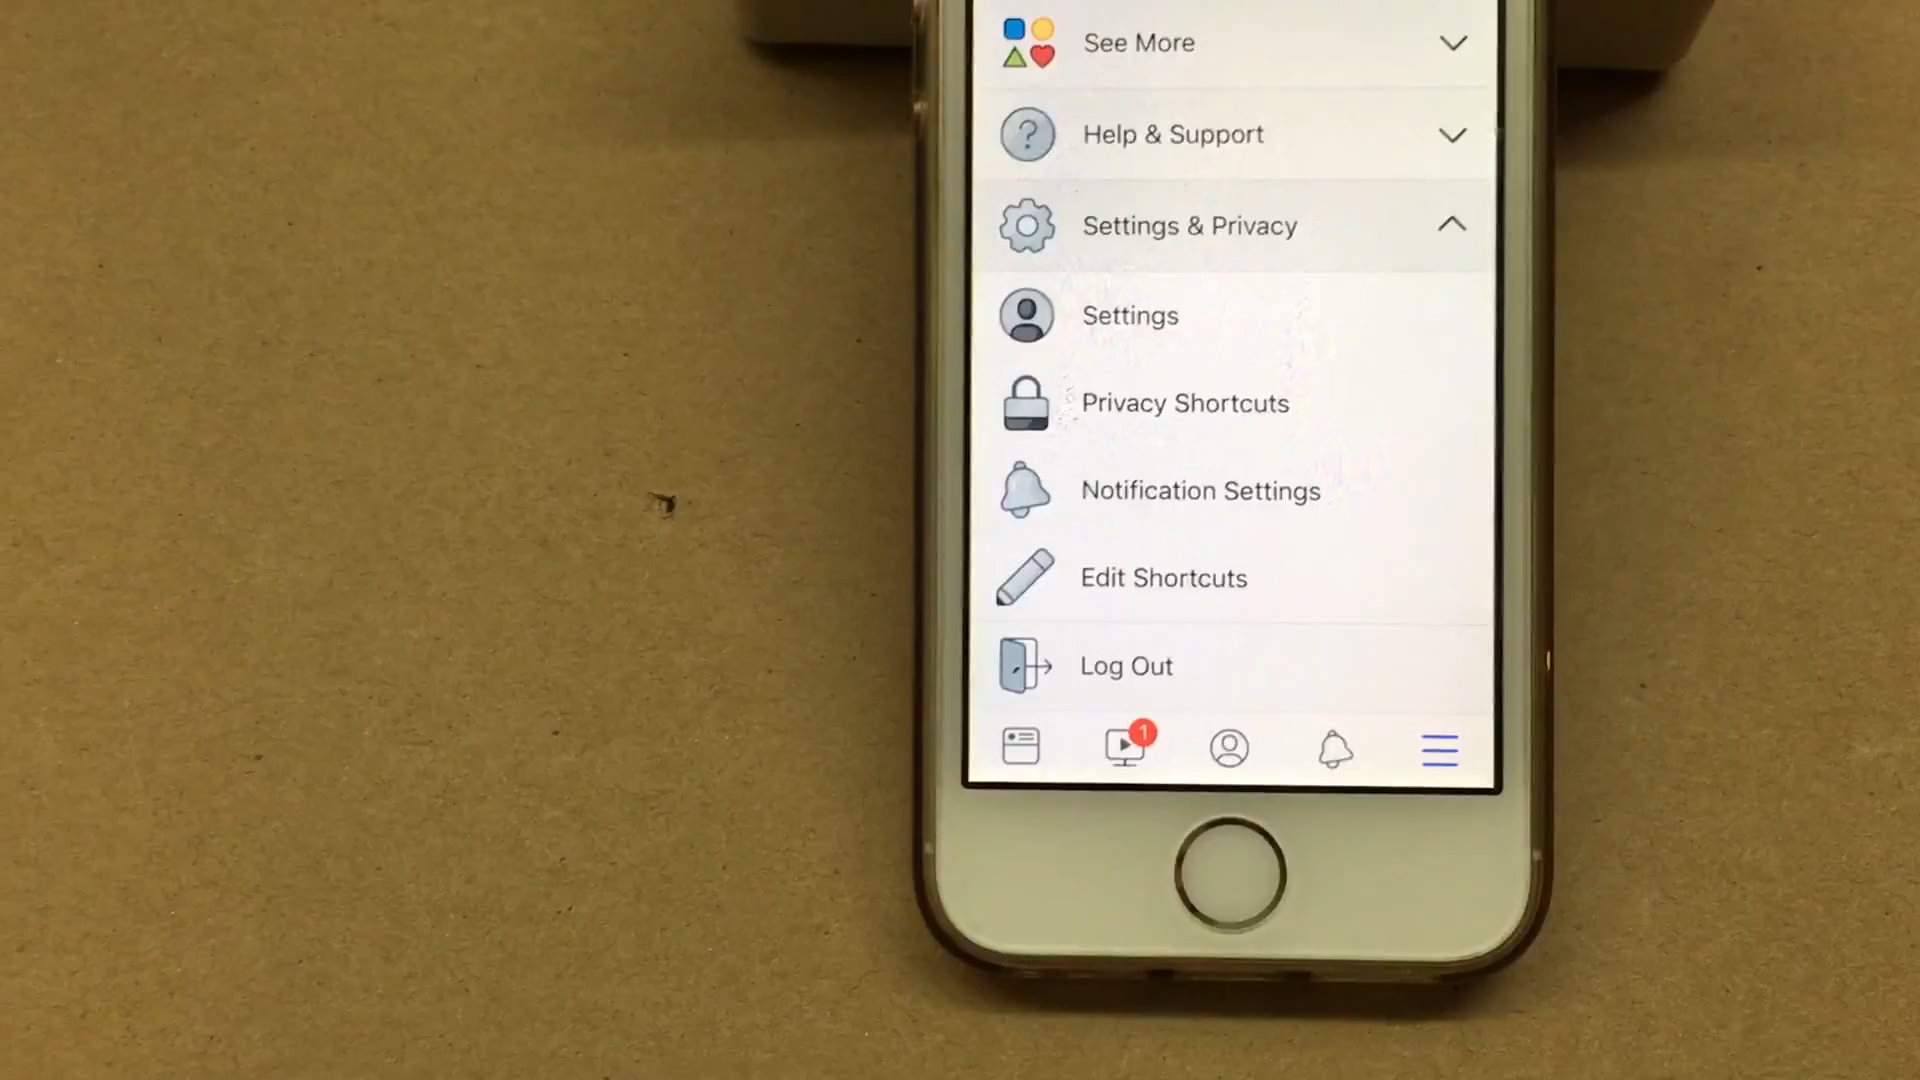 See More
Help & Support
Settings & Privacy
Settings
Privacy Shortcuts
Notification Settings
Edit Shortcuts
Log Out
1